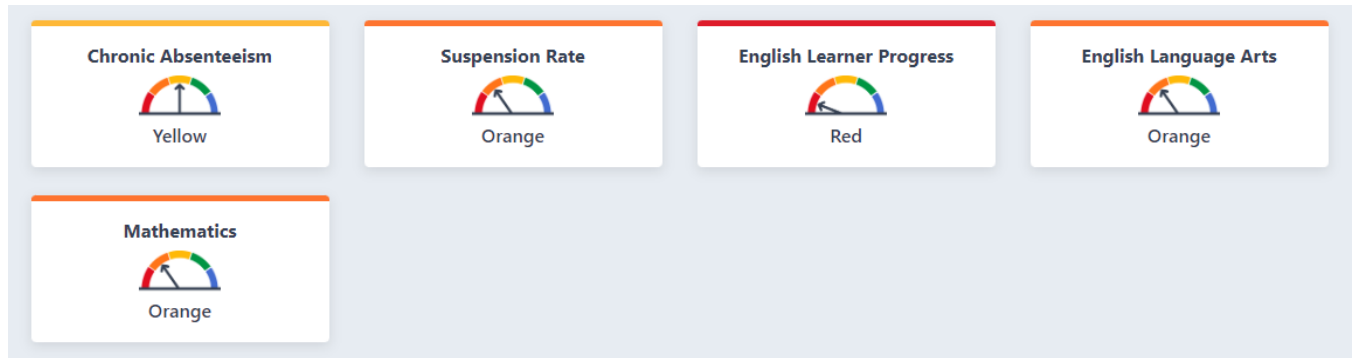 Chronic Absenteeism
Yellow
Suspension Rate
Orange
English Learner Progress
Red
English Language Arts
Orange
Mathematics
Orange